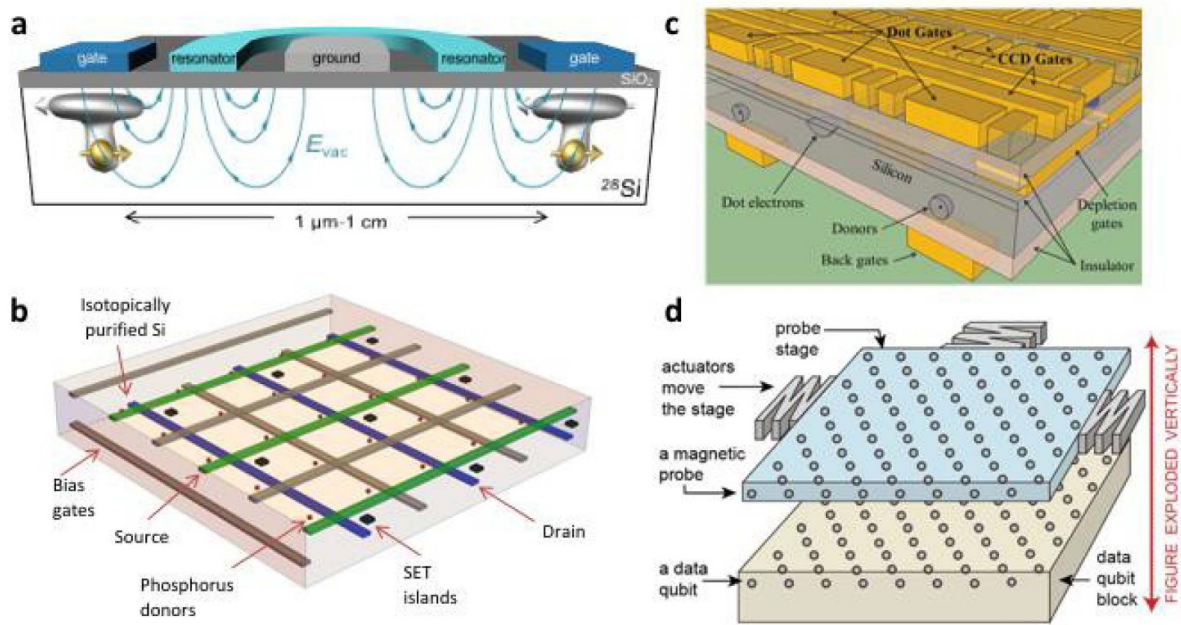 a
gate
resonator
ground
resonator
gate
SiO₂
E_vac
²⁸Si
1 µm-1 cm
b
Isotopically
purified Si
Bias
gates
Source
Phosphorus
donors
SET
islands
Drain
c
Dot Gates
CCD Gates
Silicon
Dot electrons
Donors
Back gates
Depletion
gates
Insulator
d
probe
stage
actuators
move
the stage
a magnetic
probe
a data
qubit
data
qubit
block
FIGURE EXPLODED VERTICALLY